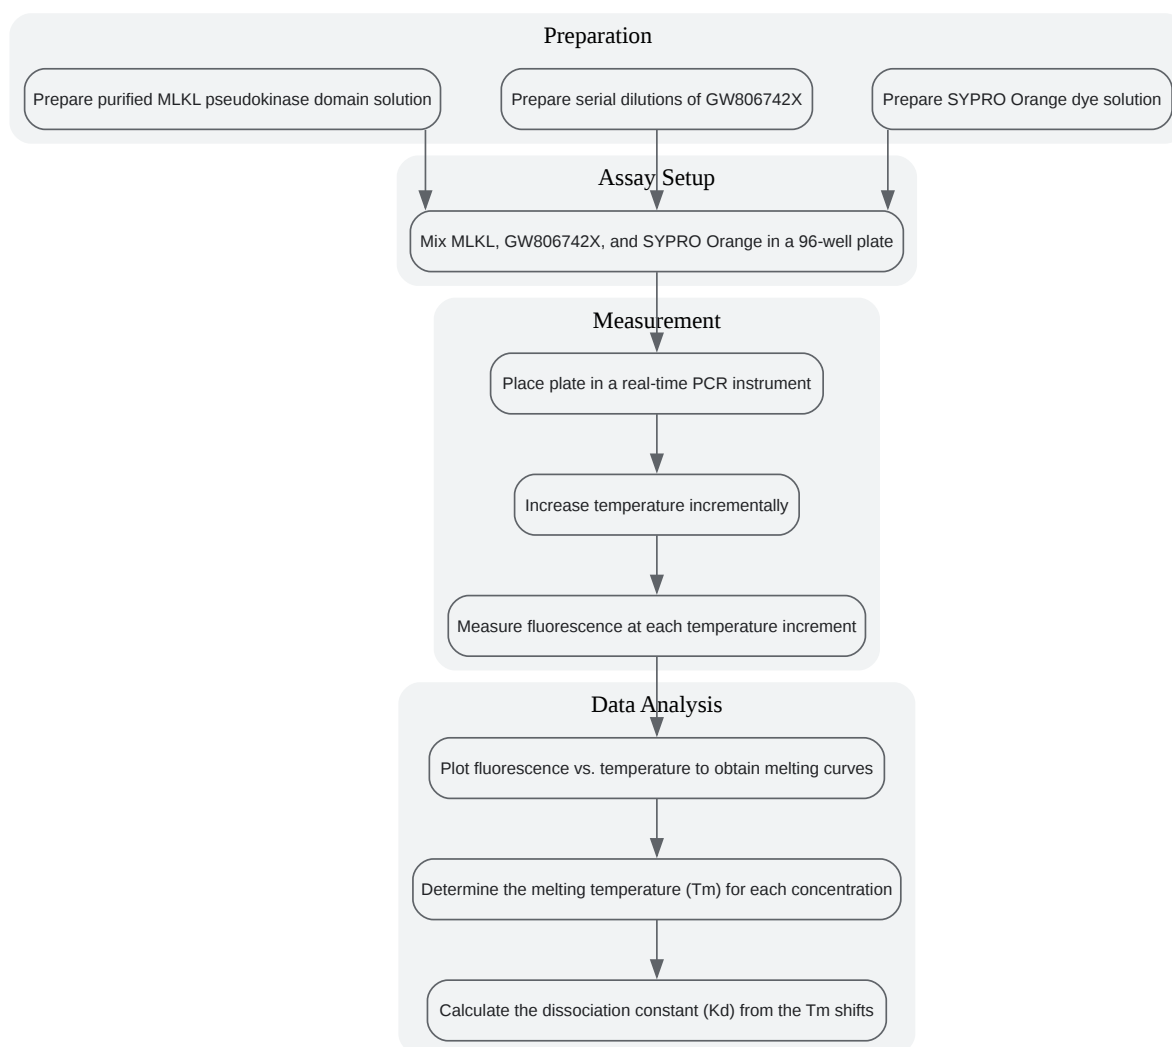 Preparation
Prepare purified MLKL pseudokinase domain solution
Prepare serial dilutions of GW806742X
Prepare SYPRO Orange dye solution
Assay Setup
Mix MLKL, GW806742X, and SYPRO Orange in a 96-well plate
Measurement
Place plate in a real-time PCR instrument
Increase temperature incrementally
Measure fluorescence at each temperature increment
Data Analysis
Plot fluorescence vs. temperature to obtain melting curves
Determine the melting temperature (Tm) for each concentration
Calculate the dissociation constant (Kd) from the Tm shifts